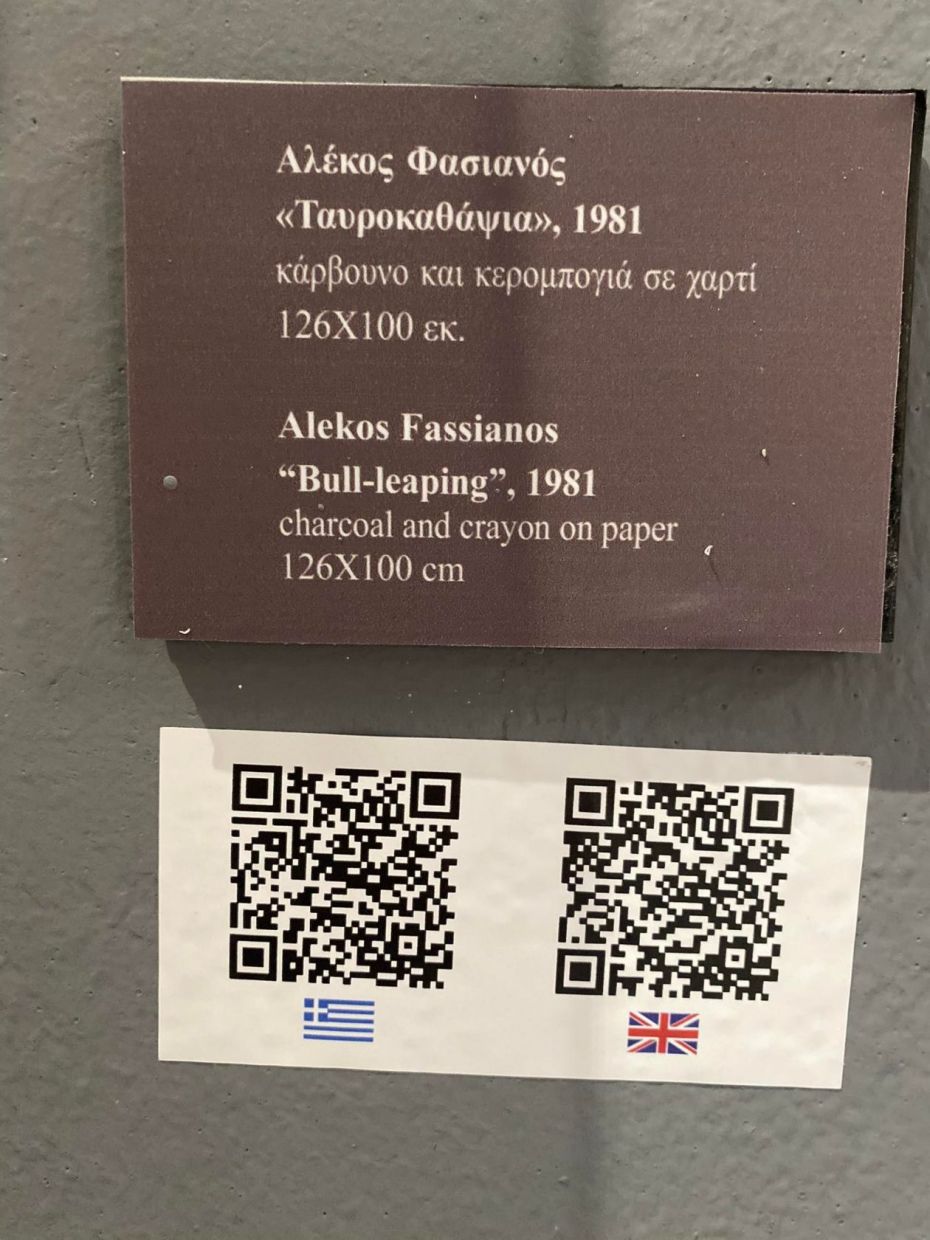 Αλέκος Φασιανός
«Ταυροκαθάψια», 1981
κάρβουνο και κερομπογιά σε χαρτί
126X100 εκ.
Alekos Fassianos
“Bull-leaping”, 1981
charcoal and crayon on paper
126X100 cm